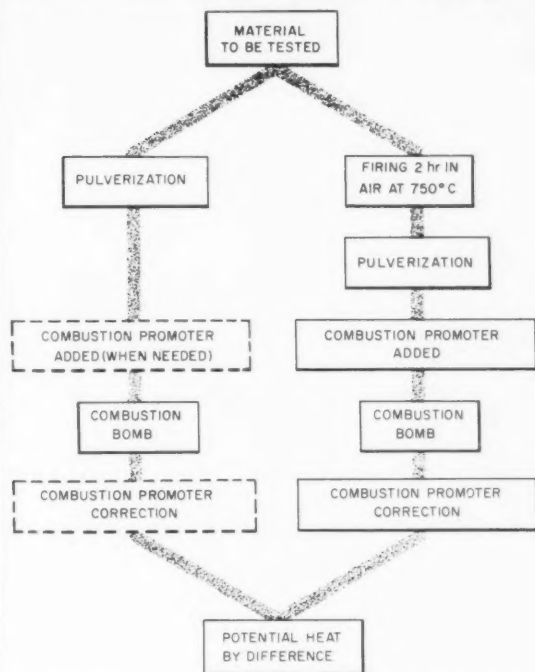 MATERIAL
TO BE TESTED
PULVERIZATION
FIRING 2 hr IN
AIR AT 750°C
PULVERIZATION
COMBUSTION PROMOTER
ADDED (WHEN NEEDED)
COMBUSTION PROMOTER
ADDED
COMBUSTION
BOMB
COMBUSTION
BOMB
COMBUSTION PROMOTER
CORRECTION
COMBUSTION PROMOTER
CORRECTION
POTENTIAL HEAT
BY DIFFERENCE